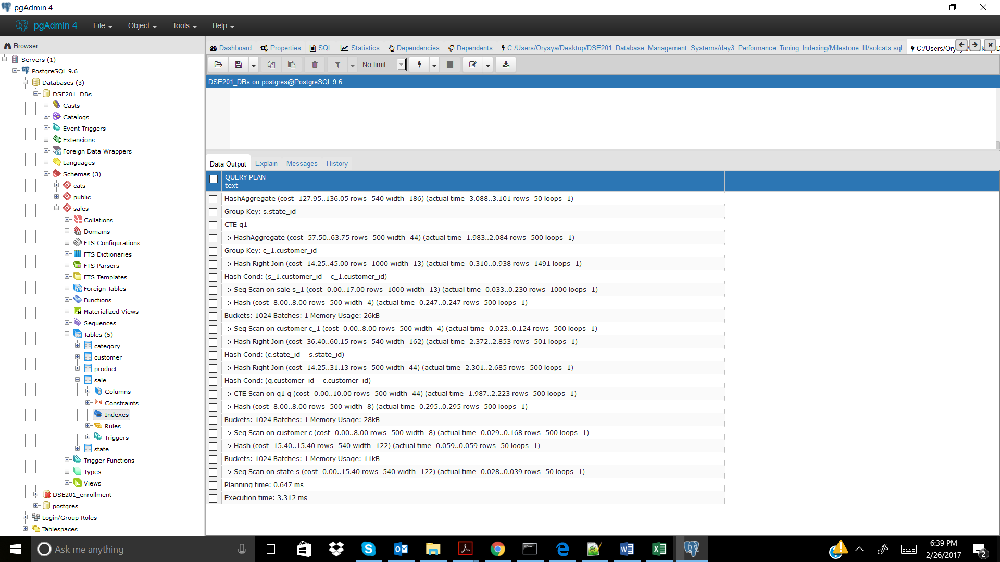 pgAdmin 4
pgAdmin 4 File Object Tools Help
Browser
Servers (1)
PostgreSQL 9.6
Databases (3)
DSE201_DBs
Casts
Catalogs
Event Triggers
Extensions
Foreign Data Wrappers
Languages
Schemas (3)
cats
public
sales
Collations
Domains
FTS Configurations
FTS Dictionaries
FTS Parsers
FTS Templates
Foreign Tables
Functions
Materialized Views
Sequences
Tables (5)
category
customer
product
sale
Columns
Constraints
Indexes
Rules
Triggers
state
Trigger Functions
Types
Views
DSE201_enrollment
postgres
Login/Group Roles
Tablespaces
Dashboard Properties SQL Statistics Dependencies Dependents C:/Users/Orysya/Desktop/DSE201_Database_Management_Systems/day3_Performance_Tuning_Indexing/Milestone_III/solcats.sql
No limit
DSE201_DBs on postgres@PostgreSQL 9.6
Data Output Explain Messages History
QUERY PLAN
text
HashAggregate (cost=127.95..136.05 rows=540 width=186) (actual time=3.088..3.101 rows=50 loops=1)
Group Key: s.state_id
CTE q1
-> HashAggregate (cost=57.50..63.75 rows=500 width=44) (actual time=1.983..2.084 rows=500 loops=1)
Group Key: c_1.customer_id
-> Hash Right Join (cost=14.25..45.00 rows=1000 width=13) (actual time=0.310..0.938 rows=1491 loops=1)
Hash Cond: (s_1.customer_id = c_1.customer_id)
-> Seq Scan on sale s_1 (cost=0.00..17.00 rows=1000 width=13) (actual time=0.033..0.230 rows=1000 loops=1)
-> Hash (cost=8.00..8.00 rows=500 width=4) (actual time=0.247..0.247 rows=500 loops=1)
Buckets: 1024 Batches: 1 Memory Usage: 26kB
-> Seq Scan on customer c_1 (cost=0.00..8.00 rows=500 width=4) (actual time=0.023..0.124 rows=500 loops=1)
-> Hash Right Join (cost=36.40..60.15 rows=540 width=162) (actual time=2.372..2.853 rows=501 loops=1)
Hash Cond: (c.state_id = s.state_id)
-> Hash Right Join (cost=14.25..31.13 rows=500 width=44) (actual time=2.301..2.685 rows=500 loops=1)
Hash Cond: (q.customer_id = c.customer_id)
-> CTE Scan on q1 q (cost=0.00..10.00 rows=500 width=44) (actual time=1.987..2.223 rows=500 loops=1)
-> Hash (cost=8.00..8.00 rows=500 width=8) (actual time=0.295..0.295 rows=500 loops=1)
Buckets: 1024 Batches: 1 Memory Usage: 28kB
-> Seq Scan on customer c (cost=0.00..8.00 rows=500 width=8) (actual time=0.029..0.168 rows=500 loops=1)
-> Hash (cost=15.40..15.40 rows=540 width=122) (actual time=0.059..0.059 rows=50 loops=1)
Buckets: 1024 Batches: 1 Memory Usage: 11kB
-> Seq Scan on state s (cost=0.00..15.40 rows=540 width=122) (actual time=0.028..0.039 rows=50 loops=1)
Planning time: 0.647 ms
Execution time: 3.312 ms
Ask me anything
6:39 PM
2/26/2017
2